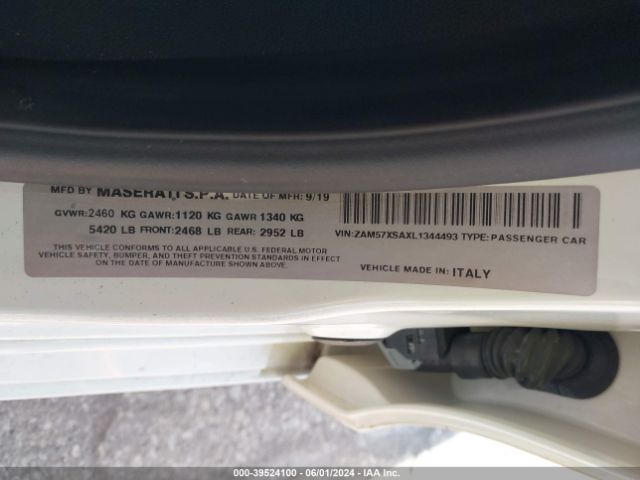 MFD BY MASERATI S.P.A. DATE OF MFR: 9/19
GVWR:2460 KG GAWR:1120 KG GAWR 1340 KG
5420 LB FRONT:2468 LB REAR: 2952 LB
THIS VEHICLE CONFORMS TO ALL APPLICABLE U.S. FEDERAL MOTOR
VEHICLE SAFETY, BUMPER, AND THEFT PREVENTION STANDARDS IN EFFECT
ON THE DATE OF MANUFACTURE SHOWN ABOVE.
VIN:ZAM57XSAXL1344493 TYPE: PASSENGER CAR
VEHICLE MADE IN: ITALY
000-39524100 - 06/01/2024 - IAA Inc.